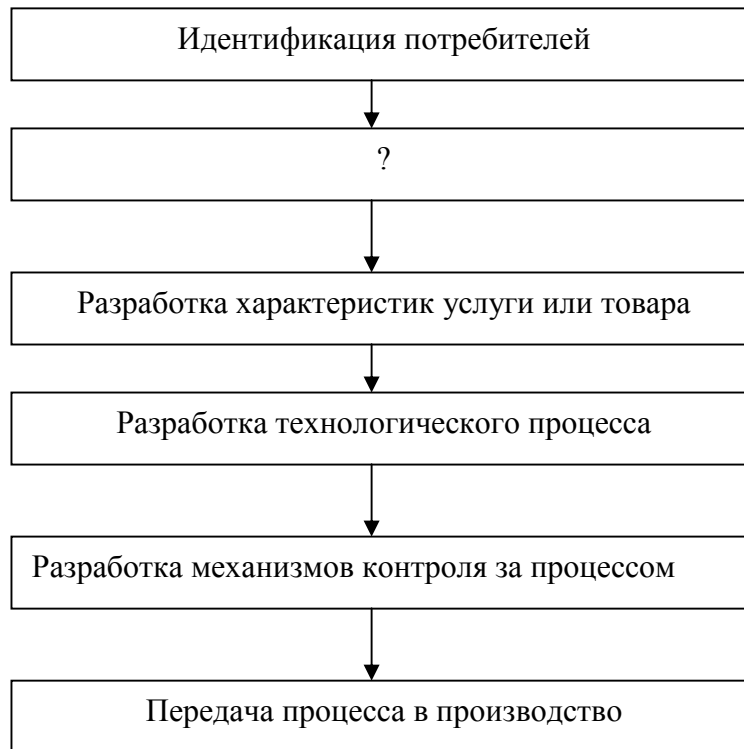 Идентификация потребителей
?
Разработка характеристик услуги или товара
Разработка технологического процесса
Разработка механизмов контроля за процессом
Передача процесса в производство